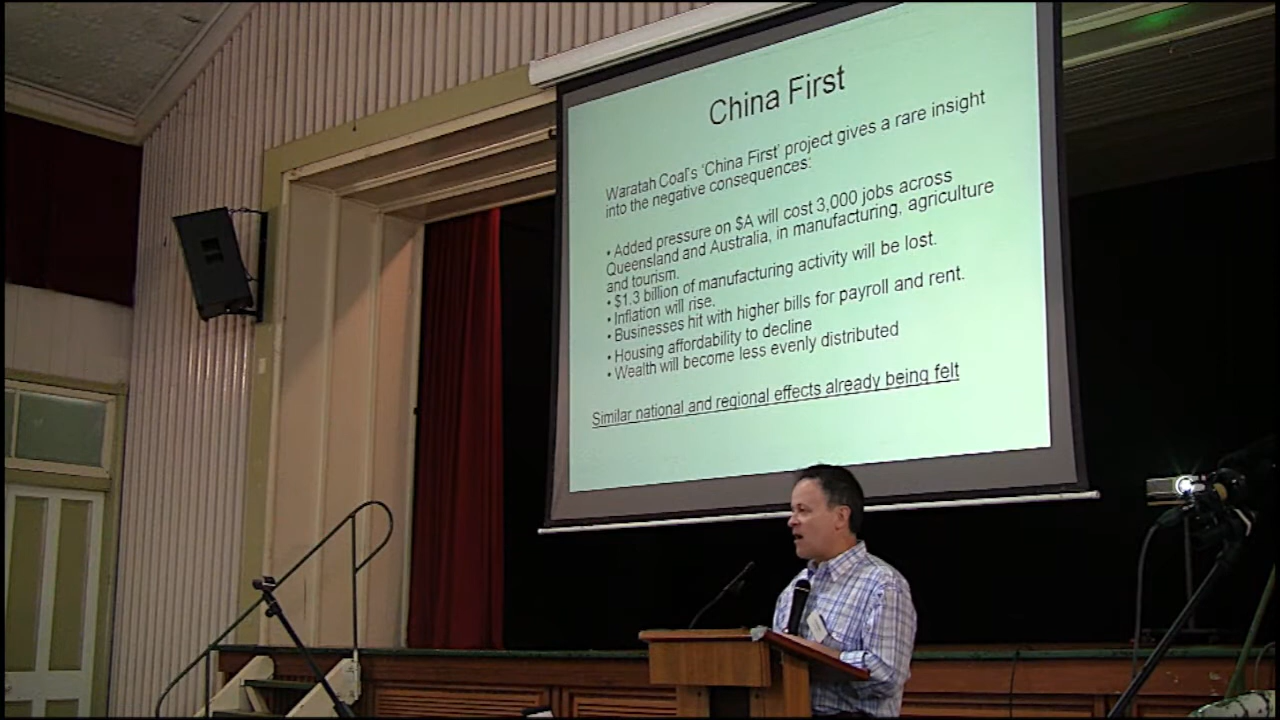 China First
Waratah Coal's 'China First' project gives a rare insight
into the negative consequences:
• Added pressure on $A will cost 3,000 jobs across
Queensland and Australia, in manufacturing, agriculture
and tourism.
• $1.3 billion of manufacturing activity will be lost.
• Inflation will rise.
• Businesses hit with higher bills for payroll and rent.
• Housing affordability to decline
• Wealth will become less evenly distributed
Similar national and regional effects already being felt